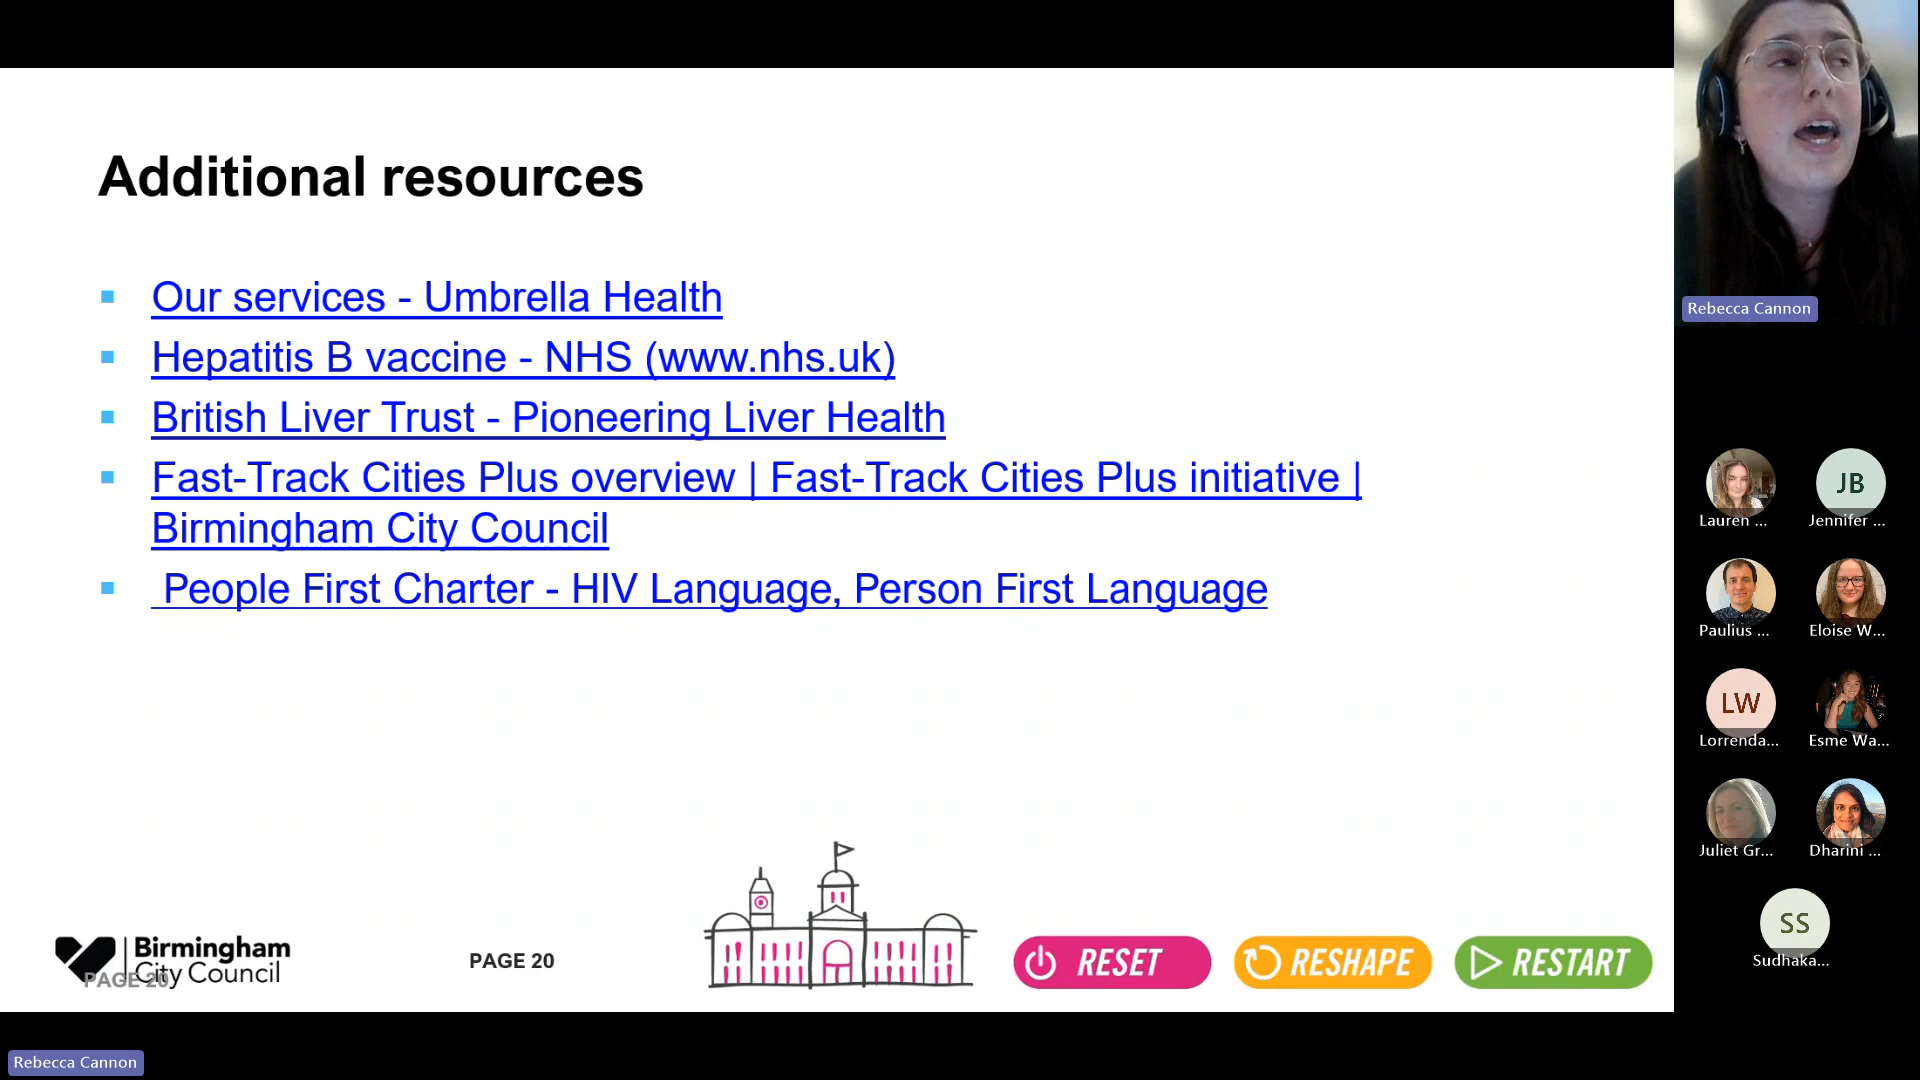 Additional resources
Our services - Umbrella Health
Hepatitis B vaccine - NHS (www.nhs.uk)
British Liver Trust - Pioneering Liver Health
Fast-Track Cities Plus overview | Fast-Track Cities Plus initiative |
Birmingham City Council
People First Charter - HIV Language, Person First Language
Birmingham
City Council
PAGE 20
PAGE 20
RESET
RESHAPE
RESTART
Rebecca Cannon
Rebecca Cannon
Lauren ...
JB
Jennifer ...
Paulius ...
Eloise W...
LW
Lorrenda...
Esme Wa...
Juliet Gr...
Dharini ...
SS
Sudhaka...